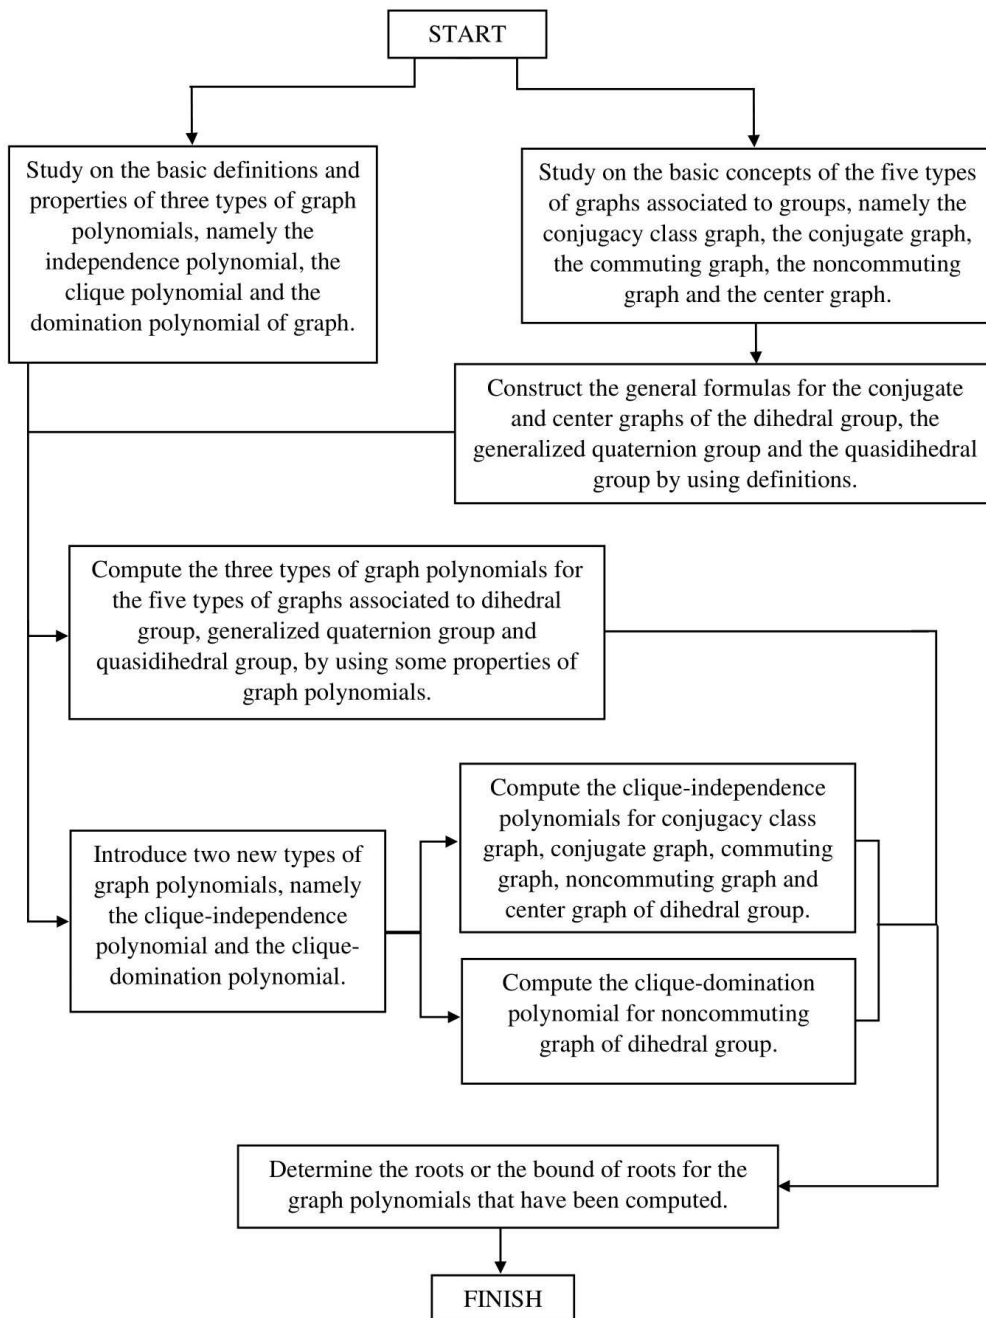 START
Study on the basic definitions and
properties of three types of graph
polynomials, namely the
independence polynomial, the
clique polynomial and the
domination polynomial of graph.
Study on the basic concepts of the five types
of graphs associated to groups, namely the
conjugacy class graph, the conjugate graph,
the commuting graph, the noncommuting
graph and the center graph.
Construct the general formulas for the conjugate
and center graphs of the dihedral group, the
generalized quaternion group and the quasidihedral
group by using definitions.
Compute the three types of graph polynomials for
the five types of graphs associated to dihedral
group, generalized quaternion group and
quasidihedral group, by using some properties of
graph polynomials.
Introduce two new types of
graph polynomials, namely
the clique-independence
polynomial and the clique-
domination polynomial.
Compute the clique-independence
polynomials for conjugacy class
graph, conjugate graph, commuting
graph, noncommuting graph and
center graph of dihedral group.
Compute the clique-domination
polynomial for noncommuting
graph of dihedral group.
Determine the roots or the bound of roots for the
graph polynomials that have been computed.
FINISH